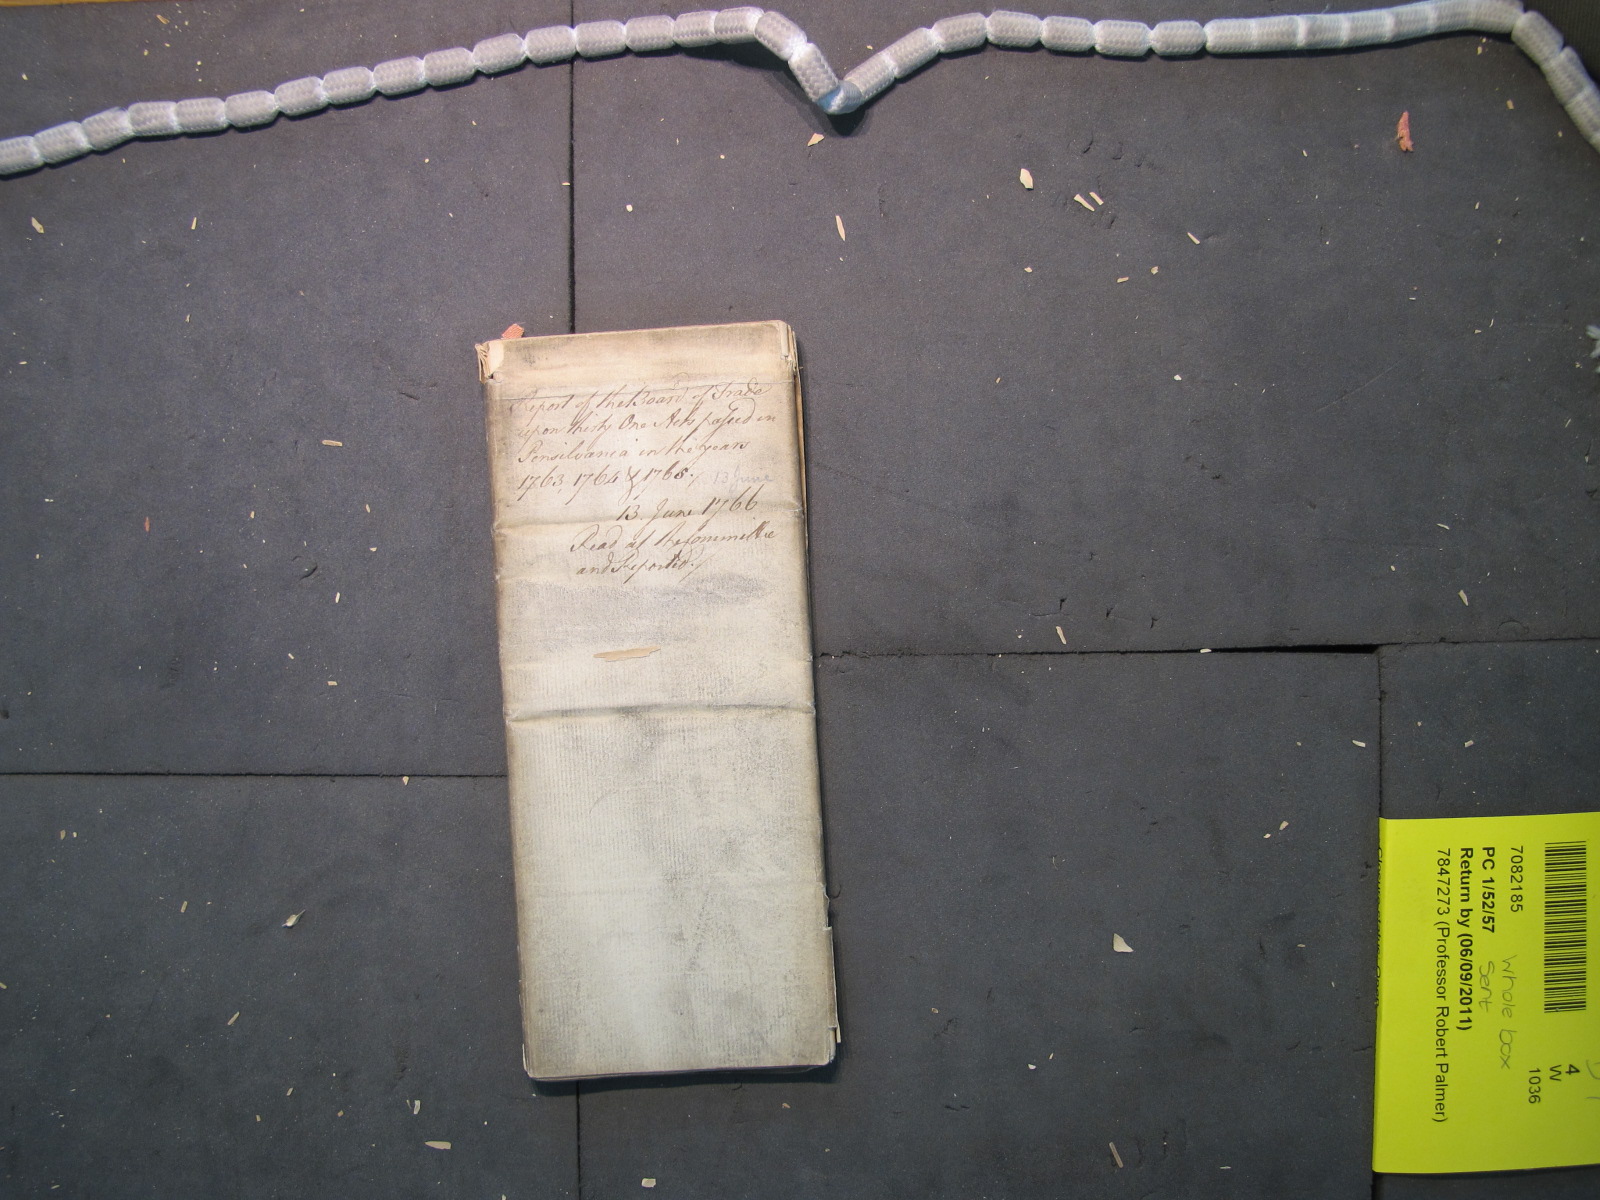 Report of the Board of Trade
upon thirty One Acts passed in
Pensilvania in the years
1763, 1764 & 1765. 13 June
13. June 1766
Read at the Committee
and Reported.
7082185
PC 1/52/57
Return by (06/09/2011)
7847273 (Professor Robert Palmer)
Whole box
sent
4
W
1036